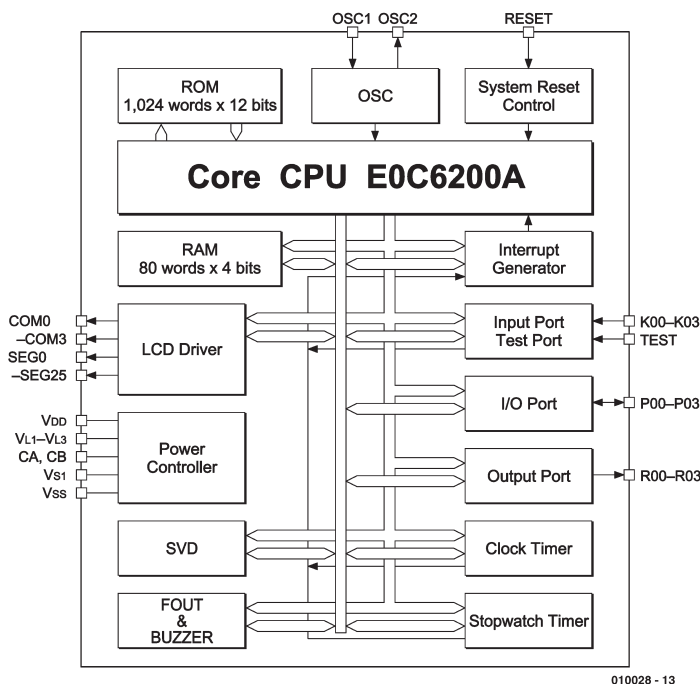 OSC1 OSC2 RESET
ROM
1,024 words x 12 bits
OSC
System Reset
Control
Core CPU E0C6200A
RAM
80 words x 4 bits
Interrupt
Generator
COM0
–COM3
SEG0
–SEG25
LCD Driver
Input Port
Test Port
K00–K03
TEST
I/O Port
P00–P03
VDD
VL1–VL3
CA, CB
VS1
VSS
Power
Controller
Output Port
R00–R03
SVD
Clock Timer
FOUT
&
BUZZER
Stopwatch Timer
010028 - 13